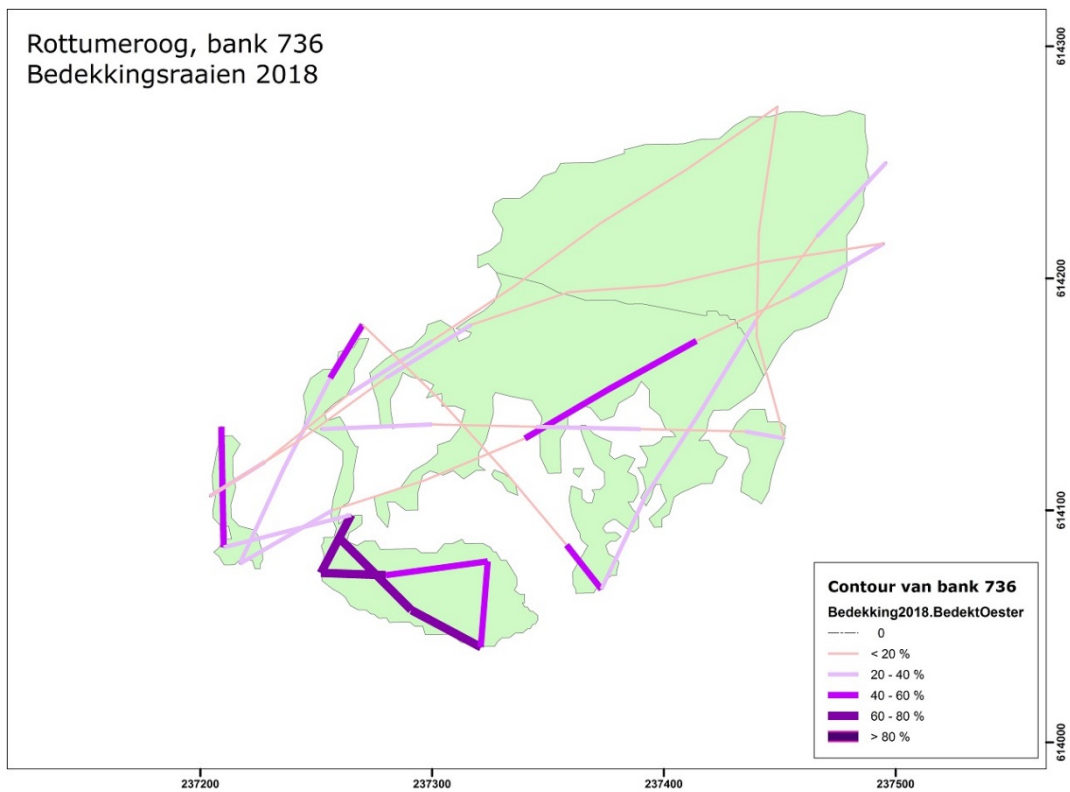 Rottumeroog, bank 736
Bedekkingsraaien 2018
614300
614200
614100
614000
Contour van bank 736
Bedekking2018.BedektOester
0
< 20 %
20 - 40 %
40 - 60 %
60 - 80 %
> 80 %
237200
237300
237400
237500